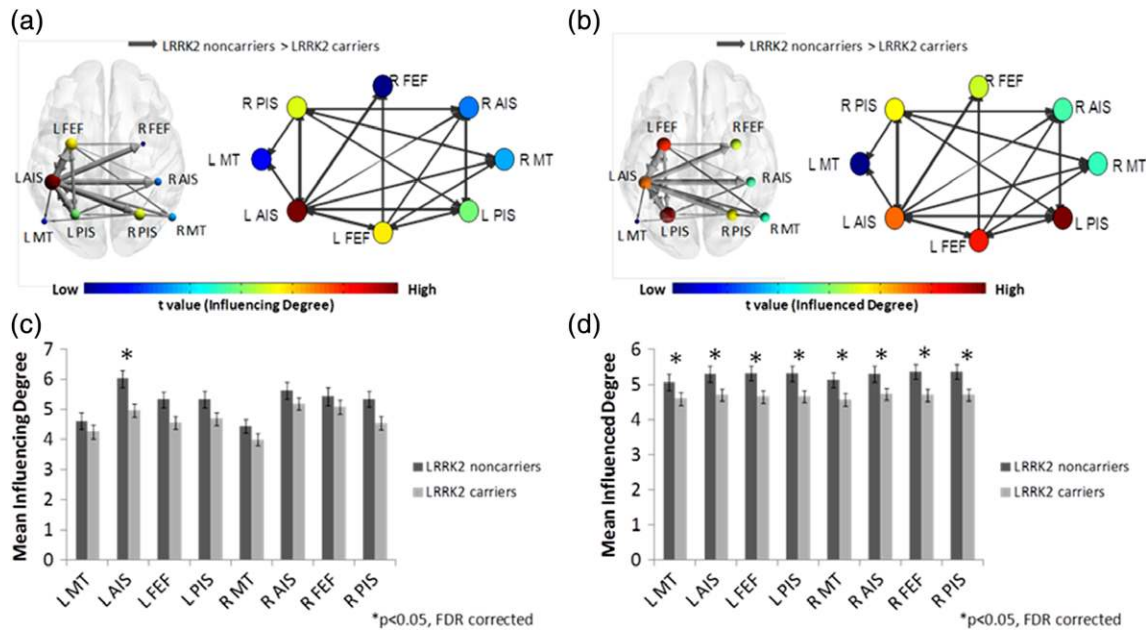 (a)
LRRK2 noncarriers > LRRK2 carriers
L FEF
R FEF
L AIS
R AIS
L MT
L PIS
R PIS
R MT
R FEF
R PIS
R AIS
L MT
R MT
L AIS
L PIS
L FEF
Low
High
t value (Influencing Degree)
(b)
LRRK2 noncarriers > LRRK2 carriers
L FEF
R FEF
L AIS
R AIS
L MT
L PIS
R PIS
R MT
R FEF
R PIS
R AIS
L MT
R MT
L AIS
L PIS
L FEF
Low
High
t value (Influenced Degree)
(c)
Mean Influencing Degree
7
6
5
4
3
2
1
0
*
L MT
L AIS
L FEF
L PIS
R MT
R AIS
R FEF
R PIS
LRRK2 noncarriers
LRRK2 carriers
*p<0.05, FDR corrected
(d)
Mean Influenced Degree
6
5
4
3
2
1
0
* * * * * * * *
L MT
L AIS
L FEF
L PIS
R MT
R AIS
R FEF
R PIS
LRRK2 noncarriers
LRRK2 carriers
*p<0.05, FDR corrected